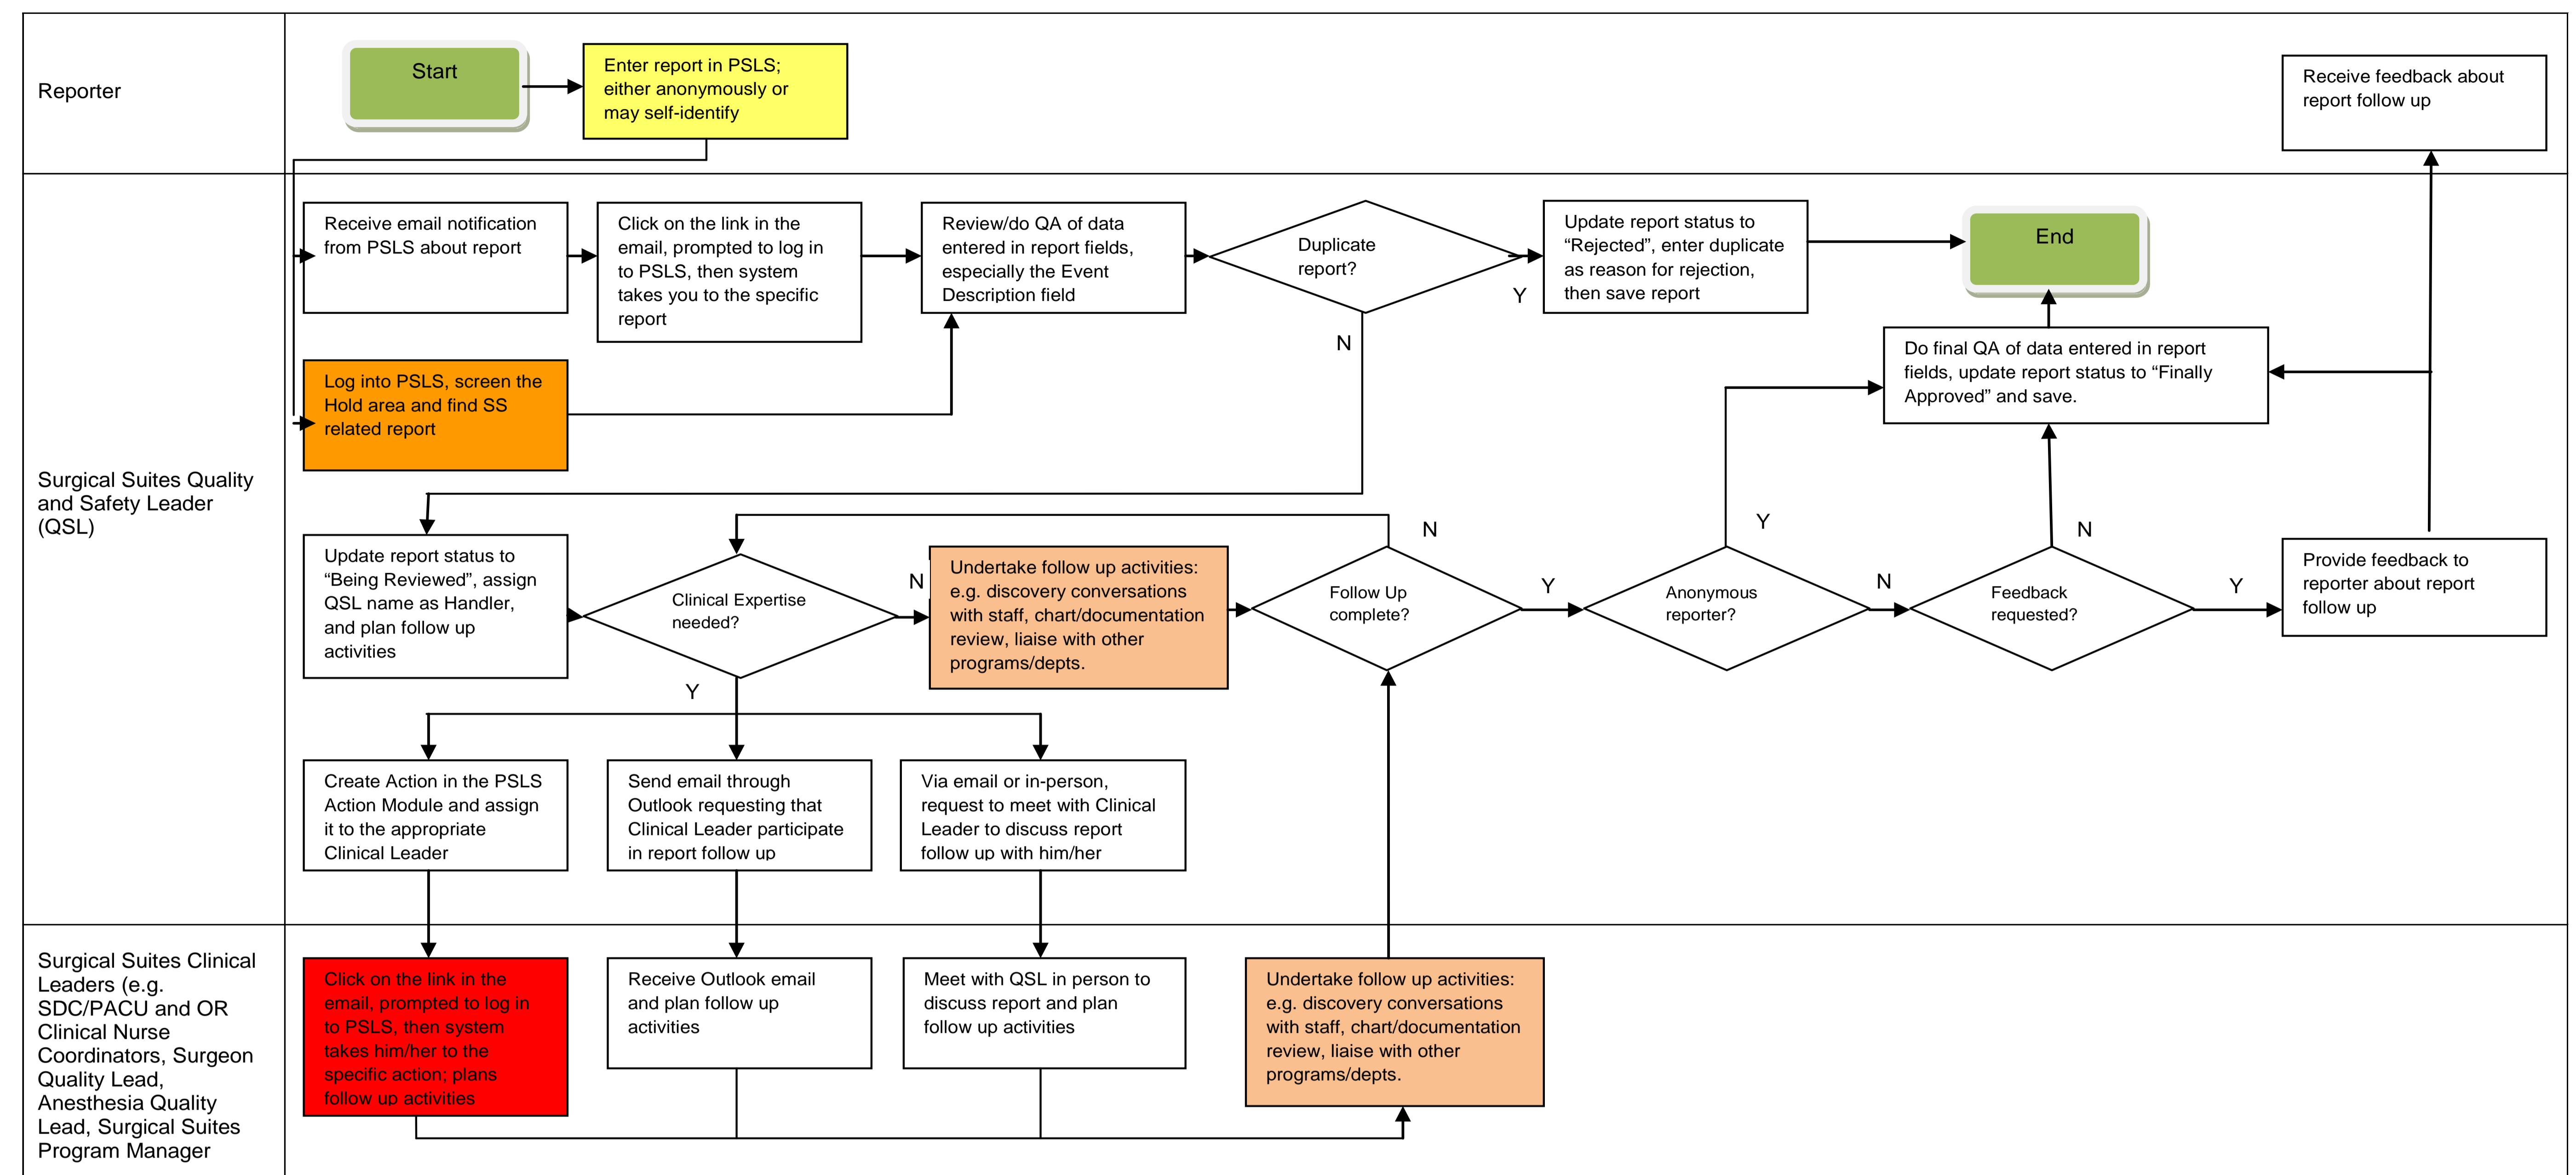 Reporter
Start
Enter report in PSLS;
either anonymously or
may self-identify
Receive feedback about
report follow up
Surgical Suites Quality
and Safety Leader
(QSL)
Receive email notification
from PSLS about report
Click on the link in the
email, prompted to log in
to PSLS, then system
takes you to the specific
report
Review/do QA of data
entered in report fields,
especially the Event
Description field
Duplicate
report?
Y
N
Update report status to
“Rejected”, enter duplicate
as reason for rejection,
then save report
End
Log into PSLS, screen the
Hold area and find SS
related report
Do final QA of data entered in report
fields, update report status to “Finally
Approved” and save.
Update report status to
“Being Reviewed”, assign
QSL name as Handler,
and plan follow up
activities
Clinical Expertise
needed?
N
Y
Undertake follow up activities:
e.g. discovery conversations
with staff, chart/documentation
review, liaise with other
programs/depts.
Follow Up
complete?
N
Y
Anonymous
reporter?
Y
N
Feedback
requested?
N
Y
Provide feedback to
reporter about report
follow up
Create Action in the PSLS
Action Module and assign
it to the appropriate
Clinical Leader
Send email through
Outlook requesting that
Clinical Leader participate
in report follow up
Via email or in-person,
request to meet with Clinical
Leader to discuss report
follow up with him/her
Surgical Suites Clinical
Leaders (e.g.
SDC/PACU and OR
Clinical Nurse
Coordinators, Surgeon
Quality Lead,
Anesthesia Quality
Lead, Surgical Suites
Program Manager
Click on the link in the
email, prompted to log in
to PSLS, then system
takes him/her to the
specific action; plans
follow up activities
Receive Outlook email
and plan follow up
activities
Meet with QSL in person to
discuss report and plan
follow up activities
Undertake follow up activities:
e.g. discovery conversations
with staff, chart/documentation
review, liaise with other
programs/depts.